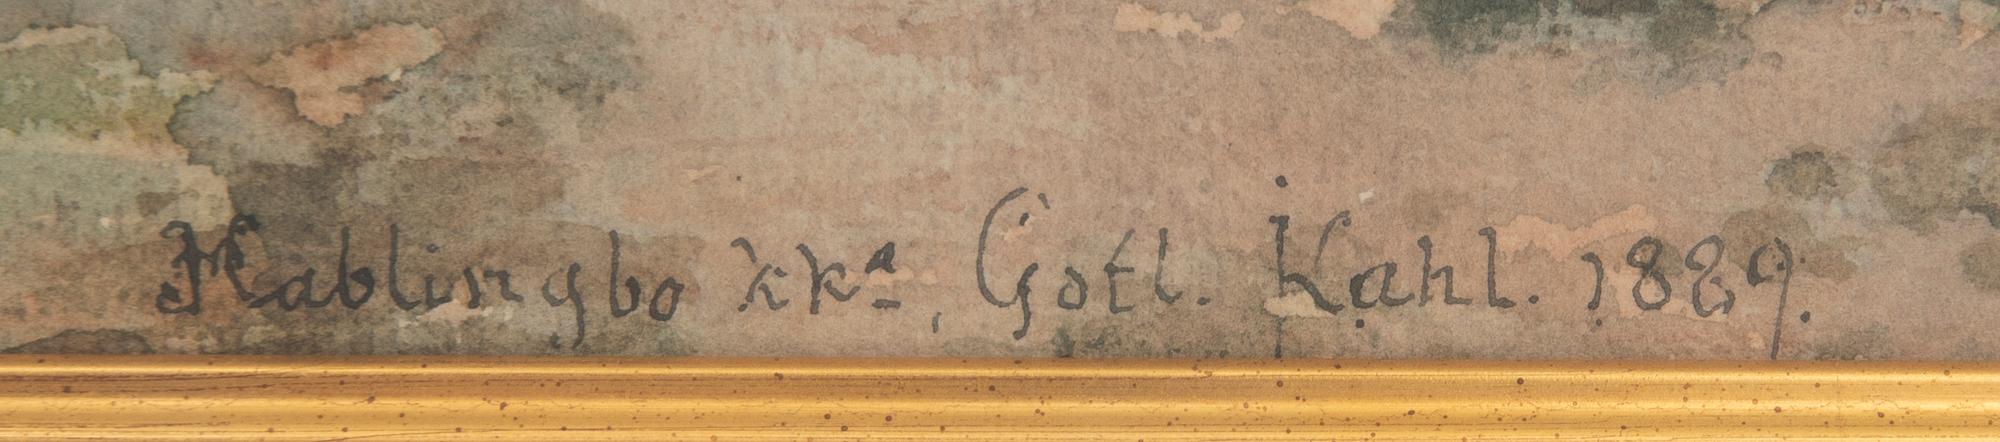 Hablingbo kka, Gotl. Kahl. 1889.